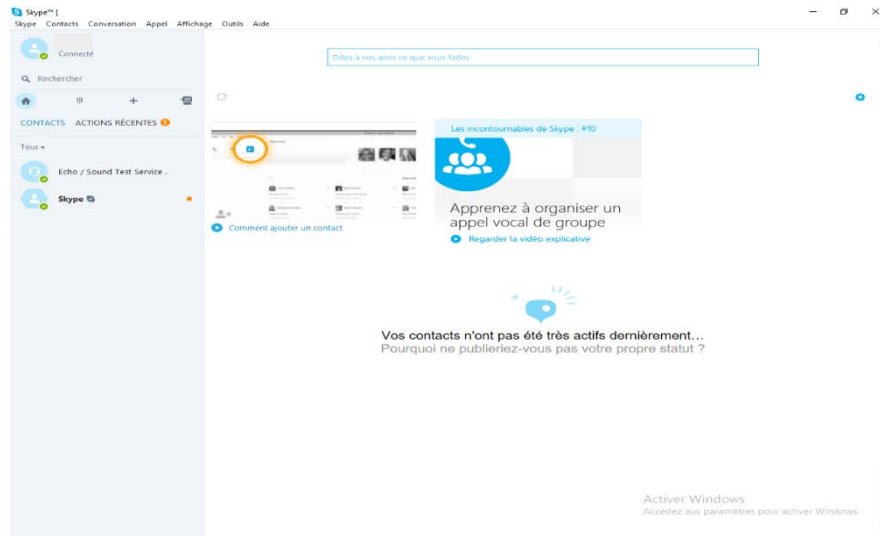 Skype™ [
Skype Contacts Conversation Appel Affichage Outils Aide
Connecté
Dites à vos amis ce que vous faites
Rechercher
CONTACTS ACTIONS RÉCENTES 1
Tous
Echo / Sound Test Service .
Skype
Comment ajouter un contact
Les incontournables de Skype : #10
Apprenez à organiser un
appel vocal de groupe
Regarder la vidéo explicative
Vos contacts n'ont pas été très actifs dernièrement...
Pourquoi ne publieriez-vous pas votre propre statut ?
Activer Windows
Accédez aux paramètres pour activer Windows.